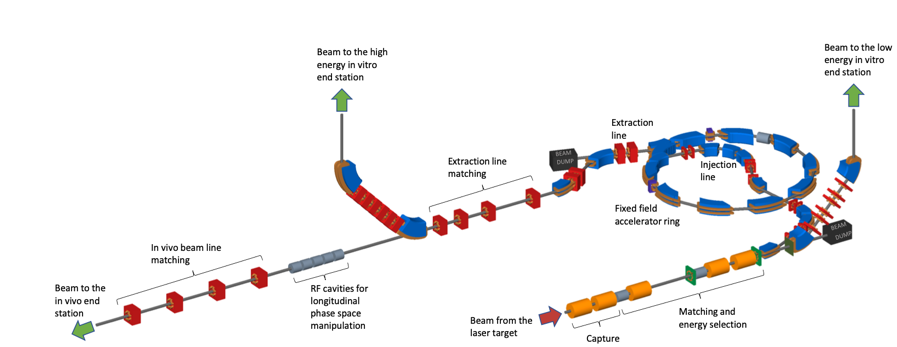 Beam to the high
energy in vitro
end station
Beam to the low
energy in vitro
end station
Extraction
line
BEAM
DUMP
Extraction line
matching
Injection
line
Fixed field
accelerator ring
BEAM
DUMP
In vivo beam line
matching
Beam to the
in vivo end
station
RF cavities for
longitudinal
phase space
manipulation
Beam from the
laser target
Matching and
energy selection
Capture